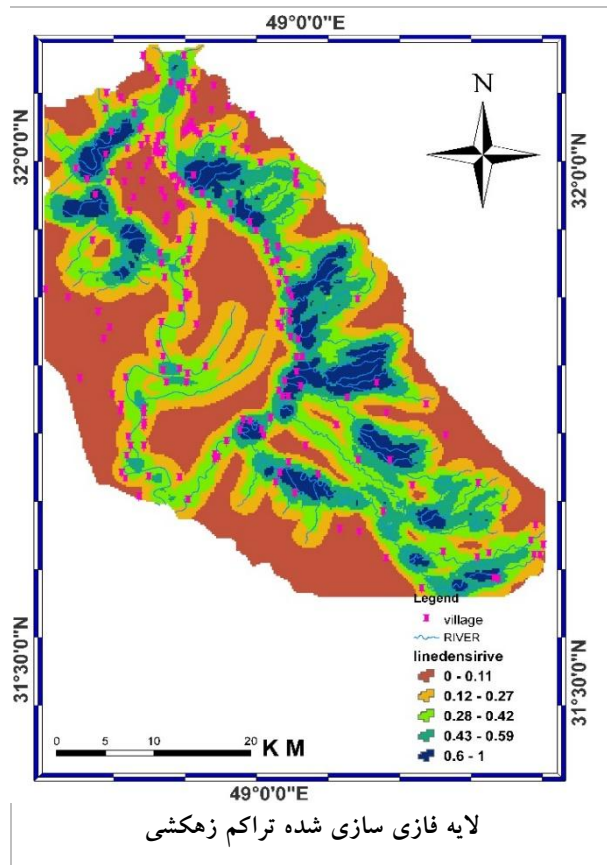 49°0'0"E
N
32°0'0"N
32°0'0"N
31°30'0"N
31°30'0"N
Legend
village
RIVER
linedensirive
0 - 0.11
0.12 - 0.27
0.28 - 0.42
0.43 - 0.59
0.6 - 1
0 5 10 20 KM
49°0'0"E
لایه فازی سازی شده تراکم زهکشی